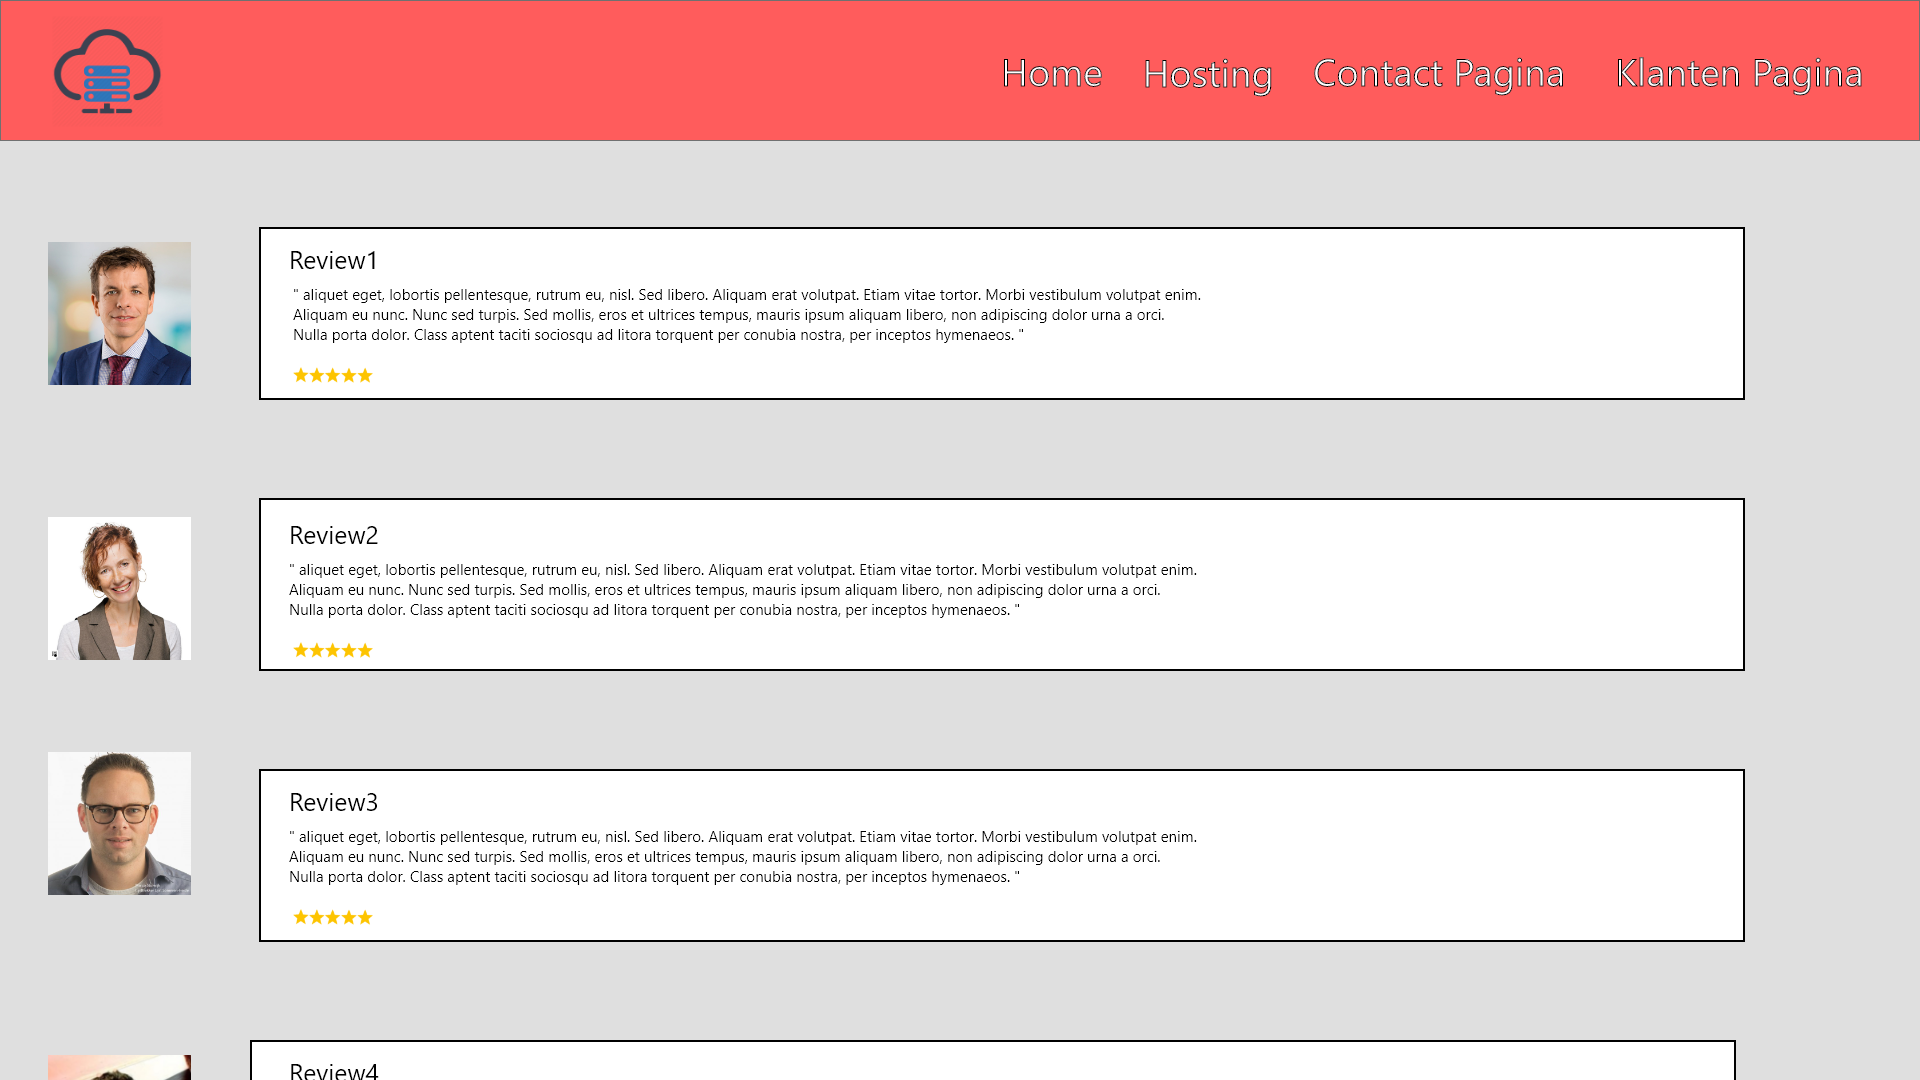 Home Hosting Contact Pagina Klanten Pagina
Review1
" aliquet eget, lobortis pellentesque, rutrum eu, nisl. Sed libero. Aliquam erat volutpat. Etiam vitae tortor. Morbi vestibulum volutpat enim.
Aliquam eu nunc. Nunc sed turpis. Sed mollis, eros et ultrices tempus, mauris ipsum aliquam libero, non adipiscing dolor urna a orci.
Nulla porta dolor. Class aptent taciti sociosqu ad litora torquent per conubia nostra, per inceptos hymenaeos. "
Review2
" aliquet eget, lobortis pellentesque, rutrum eu, nisl. Sed libero. Aliquam erat volutpat. Etiam vitae tortor. Morbi vestibulum volutpat enim.
Aliquam eu nunc. Nunc sed turpis. Sed mollis, eros et ultrices tempus, mauris ipsum aliquam libero, non adipiscing dolor urna a orci.
Nulla porta dolor. Class aptent taciti sociosqu ad litora torquent per conubia nostra, per inceptos hymenaeos. "
Review3
" aliquet eget, lobortis pellentesque, rutrum eu, nisl. Sed libero. Aliquam erat volutpat. Etiam vitae tortor. Morbi vestibulum volutpat enim.
Aliquam eu nunc. Nunc sed turpis. Sed mollis, eros et ultrices tempus, mauris ipsum aliquam libero, non adipiscing dolor urna a orci.
Nulla porta dolor. Class aptent taciti sociosqu ad litora torquent per conubia nostra, per inceptos hymenaeos. "
Review4